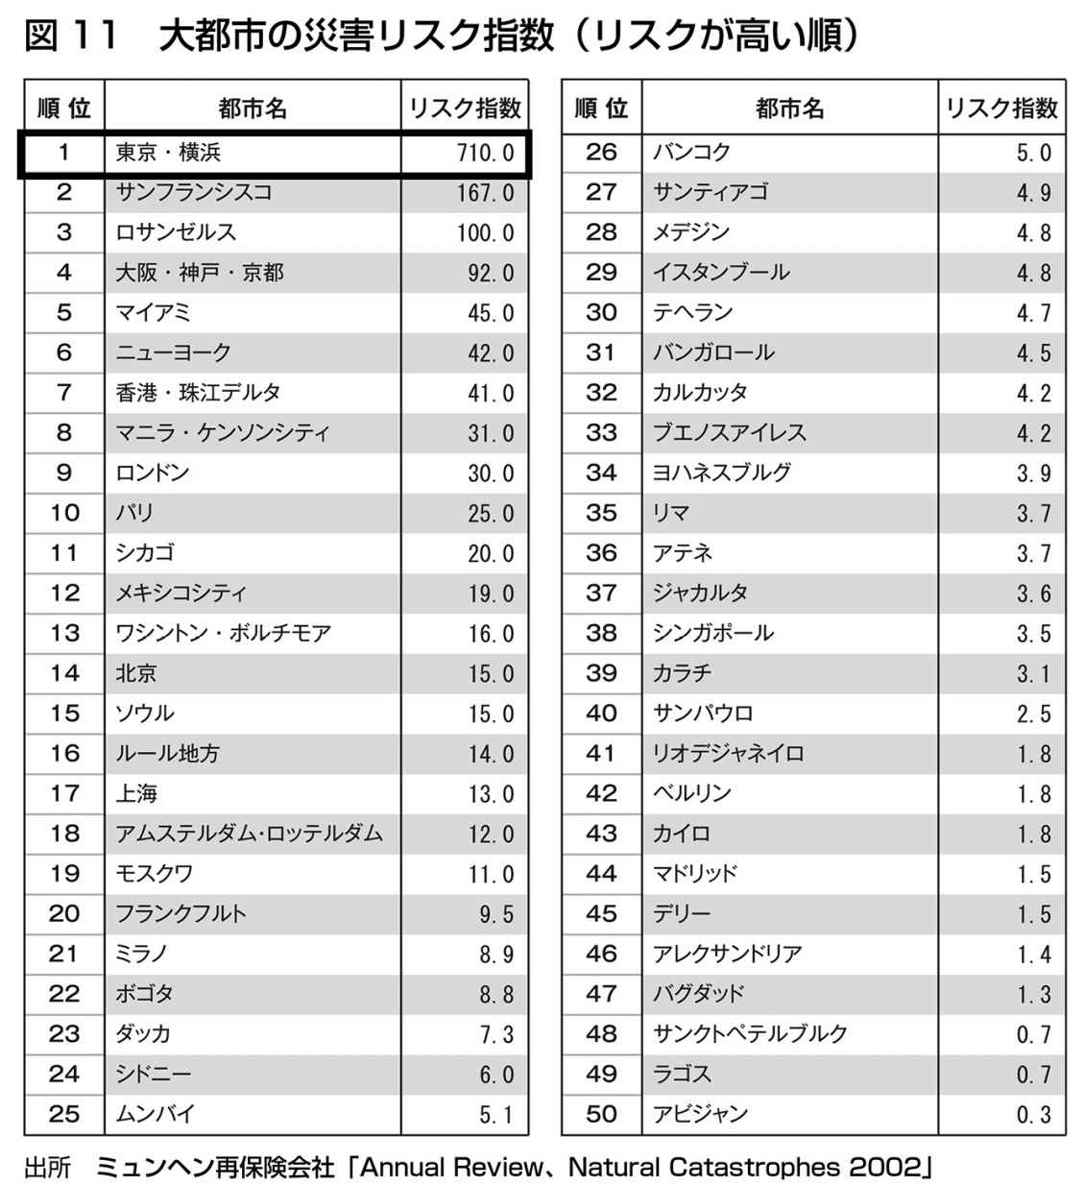 図 11　大都市の災害リスク指数（リスクが高い順）
順 位　都市名　リスク指数
1　東京・横浜　710.0
2　サンフランシスコ　167.0
3　ロサンゼルス　100.0
4　大阪・神戸・京都　92.0
5　マイアミ　45.0
6　ニューヨーク　42.0
7　香港・珠江デルタ　41.0
8　マニラ・ケンソンシティ　31.0
9　ロンドン　30.0
10　パリ　25.0
11　シカゴ　20.0
12　メキシコシティ　19.0
13　ワシントン・ボルチモア　16.0
14　北京　15.0
15　ソウル　15.0
16　ルール地方　14.0
17　上海　13.0
18　アムステルダム・ロッテルダム　12.0
19　モスクワ　11.0
20　フランクフルト　9.5
21　ミラノ　8.9
22　ボゴタ　8.8
23　ダッカ　7.3
24　シドニー　6.0
25　ムンバイ　5.1
順 位　都市名　リスク指数
26　バンコク　5.0
27　サンティアゴ　4.9
28　メデジン　4.8
29　イスタンブール　4.8
30　テヘラン　4.7
31　バンガロール　4.5
32　カルカッタ　4.2
33　ブエノスアイレス　4.2
34　ヨハネスブルグ　3.9
35　リマ　3.7
36　アテネ　3.7
37　ジャカルタ　3.6
38　シンガポール　3.5
39　カラチ　3.1
40　サンパウロ　2.5
41　リオデジャネイロ　1.8
42　ベルリン　1.8
43　カイロ　1.8
44　マドリッド　1.5
45　デリー　1.5
46　アレクサンドリア　1.4
47　バグダッド　1.3
48　サンクトペテルブルク　0.7
49　ラゴス　0.7
50　アビジャン　0.3
出所　ミュンヘン再保険会社「Annual Review、Natural Catastrophes 2002」